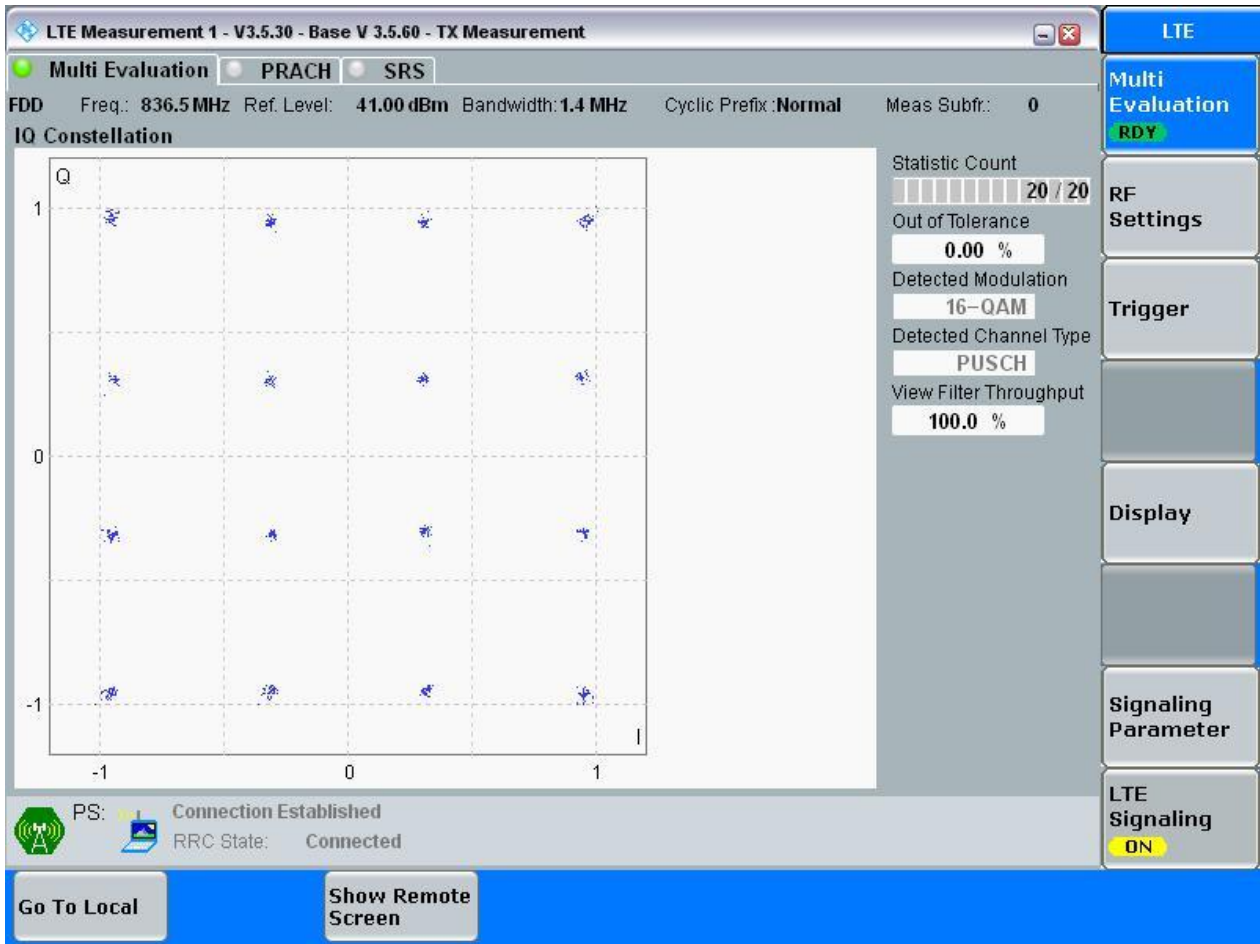 LTE Measurement 1 - V3.5.30 - Base V 3.5.60 - TX Measurement
LTE
Multi Evaluation PRACH SRS
FDD Freq.: 836.5 MHz Ref. Level: 41.00 dBm Bandwidth: 1.4 MHz Cyclic Prefix : Normal Meas Subfr.: 0
IQ Constellation
Q
1
0
-1
-1 0 1
I
Statistic Count
20 / 20
Out of Tolerance
0.00 %
Detected Modulation
16-QAM
Detected Channel Type
PUSCH
View Filter Throughput
100.0 %
Multi
Evaluation
RDY
RF
Settings
Trigger
Display
Signaling
Parameter
LTE
Signaling
ON
PS: Connection Established
RRC State: Connected
Go To Local
Show Remote
Screen